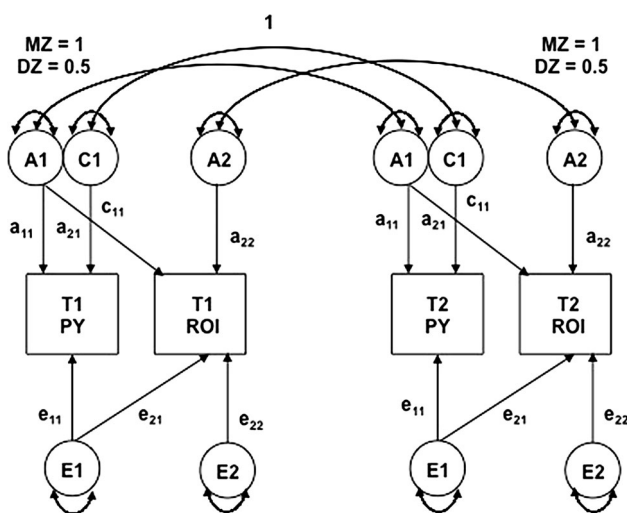 1
MZ = 1
DZ = 0.5
MZ = 1
DZ = 0.5
A1
C1
A2
A1
C1
A2
a11
a21
c11
a22
a11
a21
c11
a22
T1
PY
T1
ROI
T2
PY
T2
ROI
e11
e21
e22
e11
e21
e22
E1
E2
E1
E2